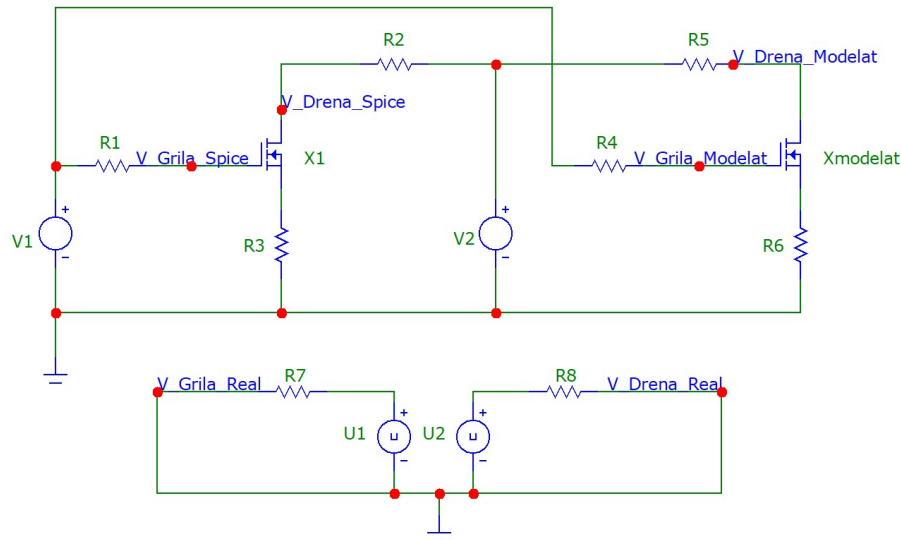 R2
R5
V_Drena_Modelat
V_Drena_Spice
R1
V_Grila_Spice
X1
R4
V_Grila_Modelat
Xmodelat
V1
+
−
R3
V2
+
−
R6
V_Grila_Real
R7
R8
V_Drena_Real
U1
u
+
−
U2
u
+
−